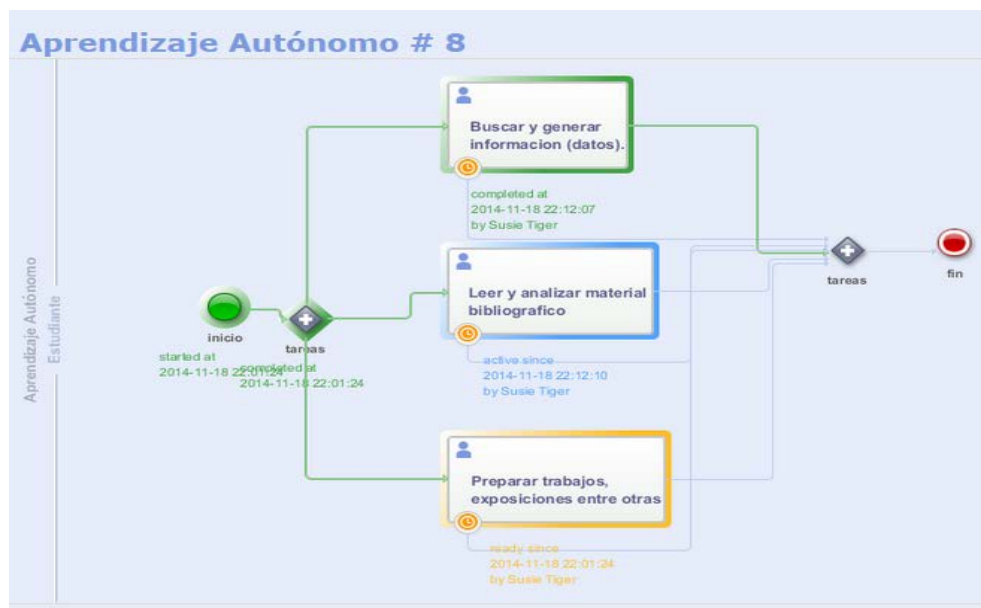 Aprendizaje Autónomo # 8
Aprendizaje Autónomo
Estudiante
inicio
started at
2014-11-18 22:01:24
tareas
completed at
2014-11-18 22:01:24
Buscar y generar
informacion (datos).
completed at
2014-11-18 22:12:07
by Susie Tiger
Leer y analizar material
bibliografico
active since
2014-11-18 22:12:10
by Susie Tiger
Preparar trabajos,
exposiciones entre otras
ready since
2014-11-18 22:01:24
by Susie Tiger
tareas
fin